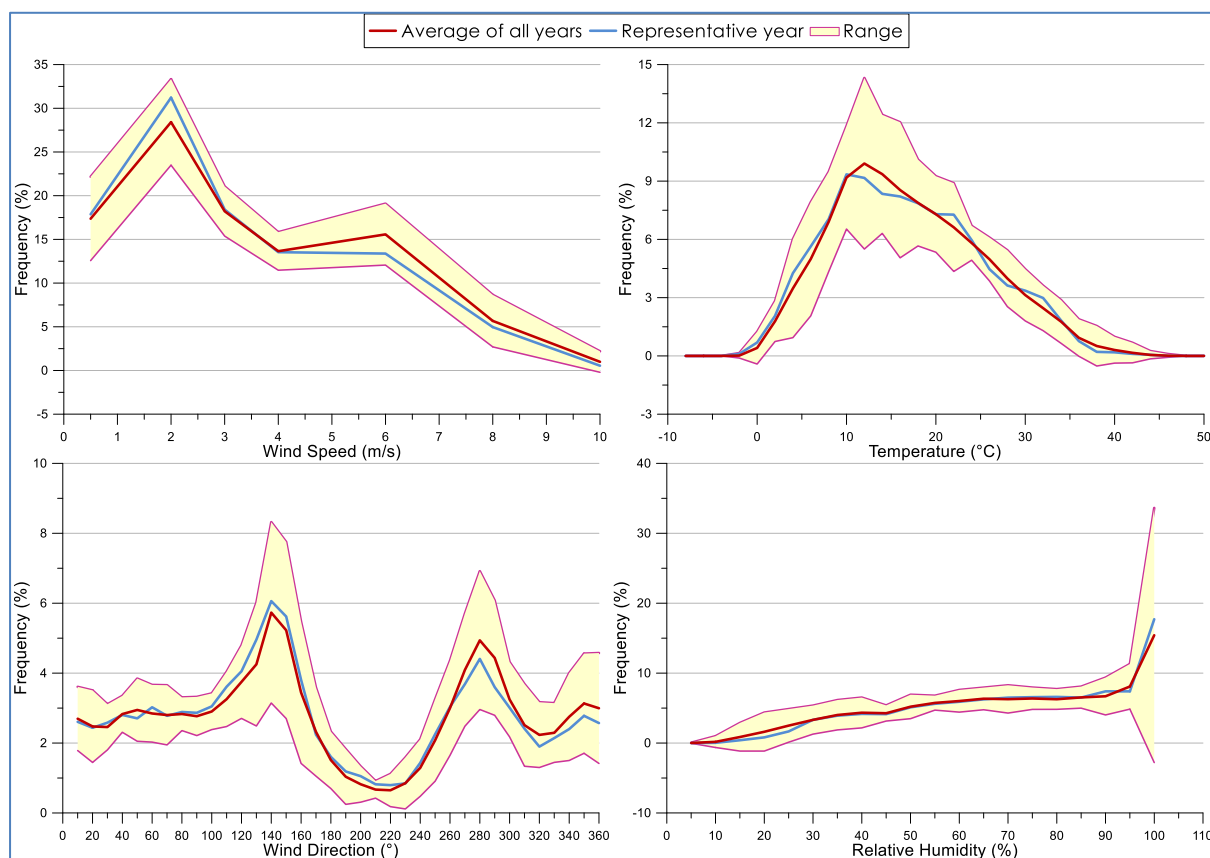 Average of all years Representative year Range
35
30
25
20
15
10
5
0
-5
Frequency (%)
0 1 2 3 4 5 6 7 8 9 10
Wind Speed (m/s)
15
12
9
6
3
0
-3
Frequency (%)
-10 0 10 20 30 40 50
Temperature (°C)
10
8
6
4
2
0
Frequency (%)
0 20 40 60 80 100 120 140 160 180 200 220 240 260 280 300 320 340 360
Wind Direction (°)
40
30
20
10
0
-10
Frequency (%)
0 10 20 30 40 50 60 70 80 90 100 110
Relative Humidity (%)